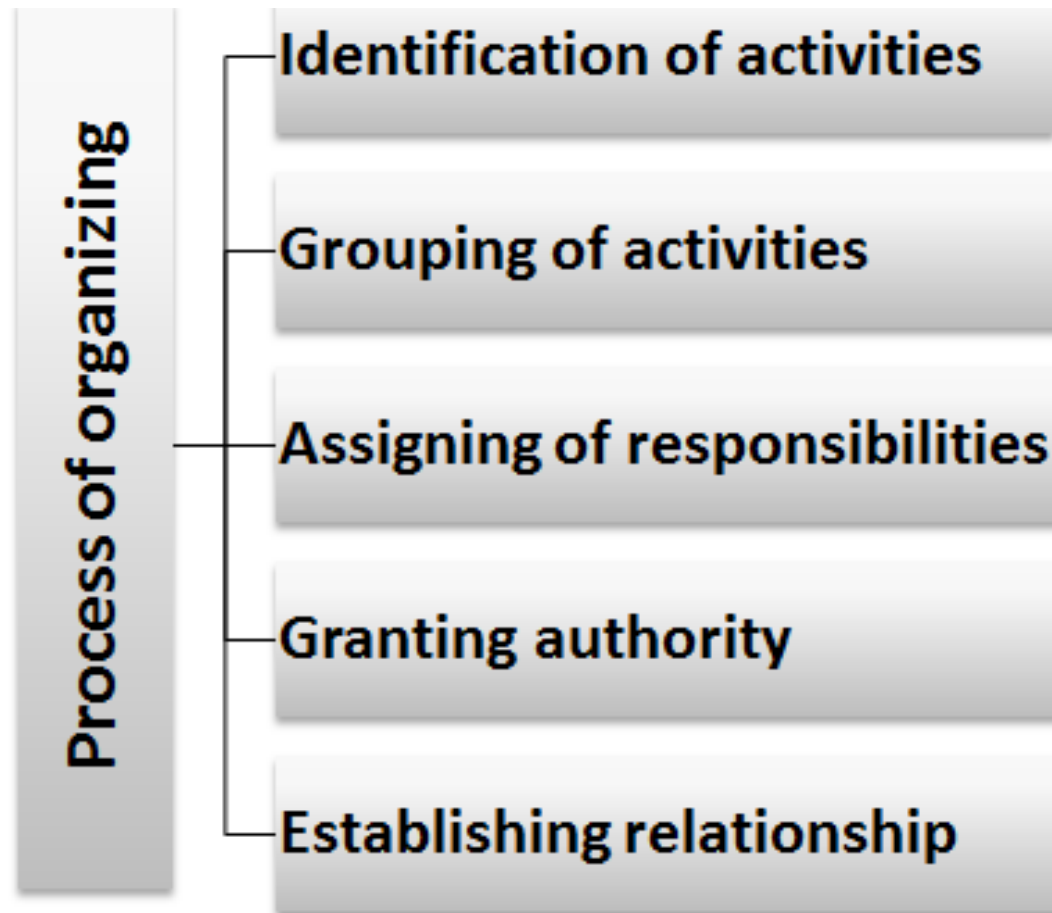 Process of organizing
Identification of activities
Grouping of activities
Assigning of responsibilities
Granting authority
Establishing relationship